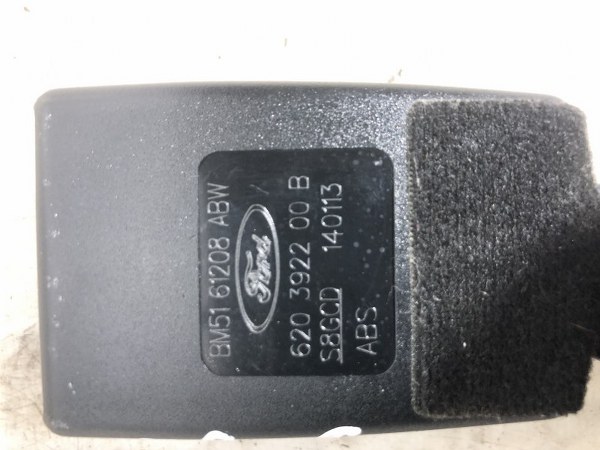 BM51 61208 ABW
Ford
620 3922 00 B
S8GCD 140113
ABS